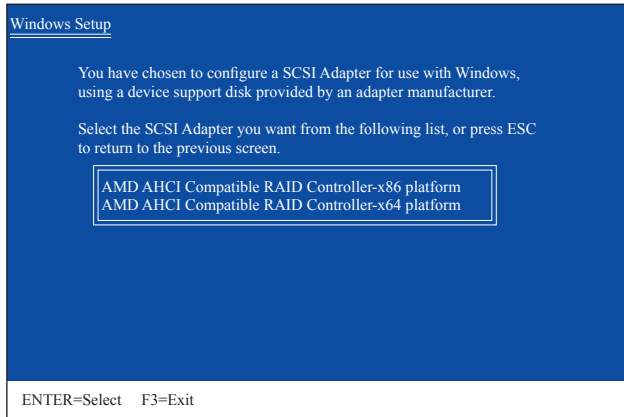 Windows Setup
You have chosen to configure a SCSI Adapter for use with Windows,
using a device support disk provided by an adapter manufacturer.
Select the SCSI Adapter you want from the following list, or press ESC
to return to the previous screen.
AMD AHCI Compatible RAID Controller-x86 platform
AMD AHCI Compatible RAID Controller-x64 platform
ENTER=Select F3=Exit